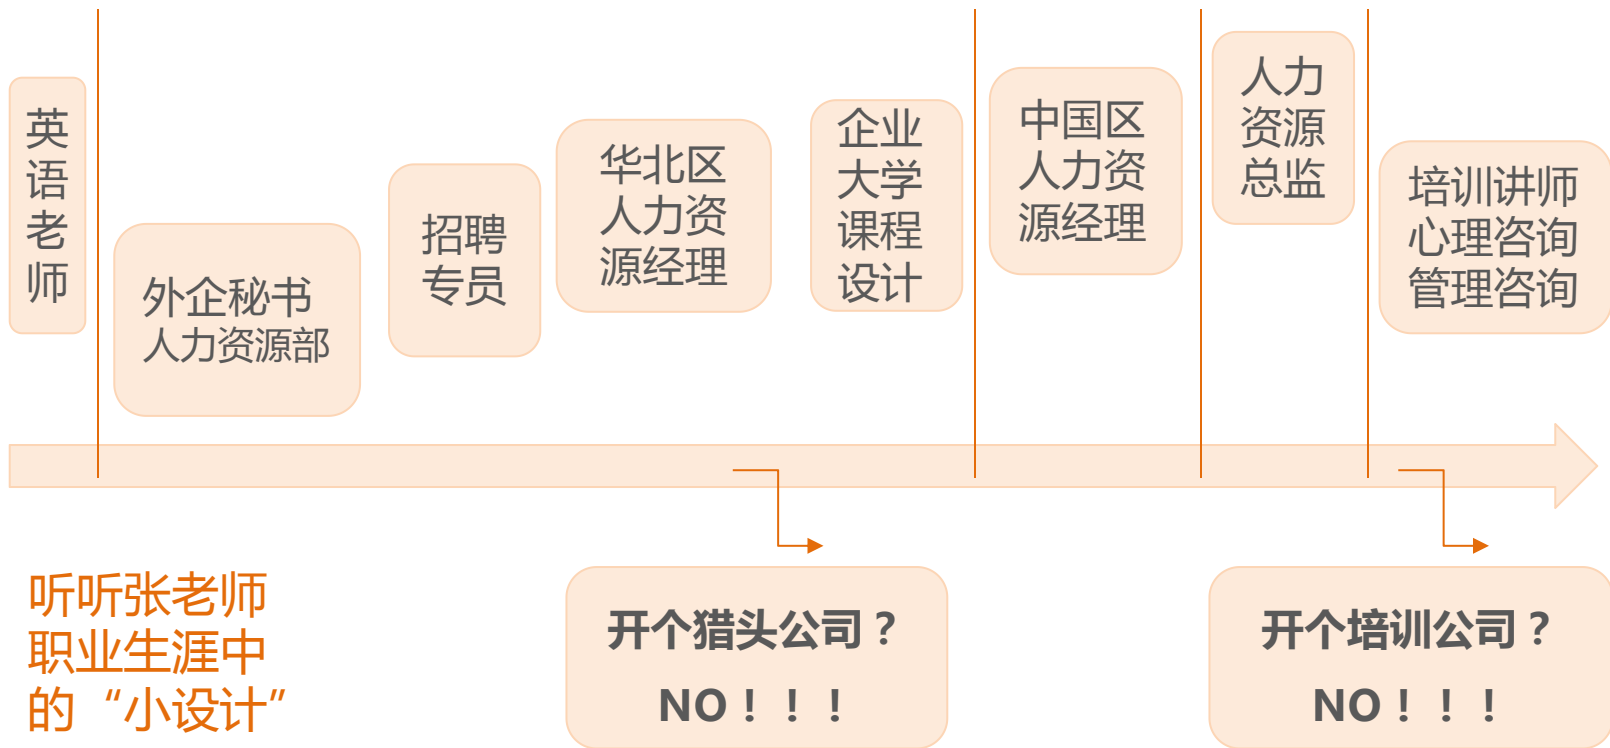 英
语
老
师
外企秘书
人力资源部
招聘
专员
华北区
人力资
源经理
企业
大学
课程
设计
中国区
人力资
源经理
人力
资源
总监
培训讲师
心理咨询
管理咨询
听听张老师
职业生涯中
的“小设计”
开个猎头公司？
NO！！！
开个培训公司？
NO！！！